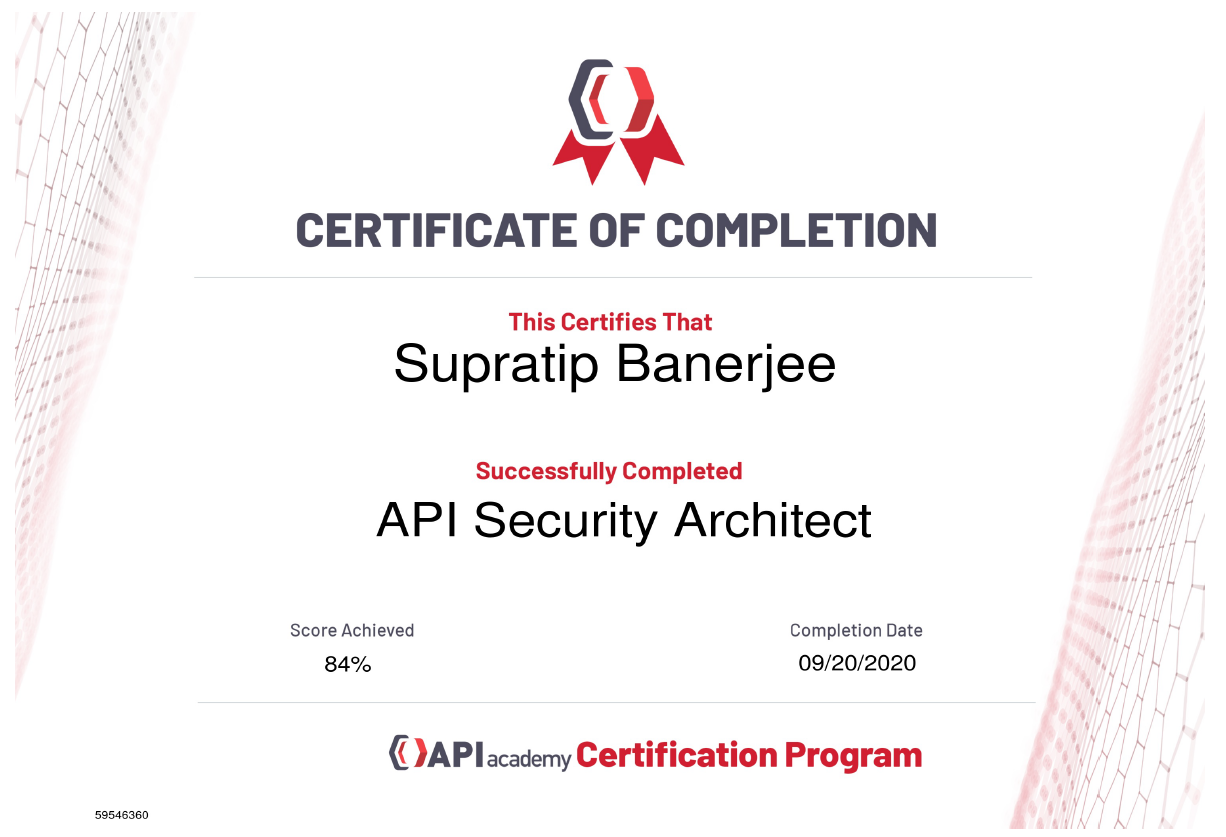 CERTIFICATE OF COMPLETION
This Certifies That
Supratip Banerjee
Successfully Completed
API Security Architect
Score Achieved
84%
Completion Date
09/20/2020
API academy Certification Program
59546360